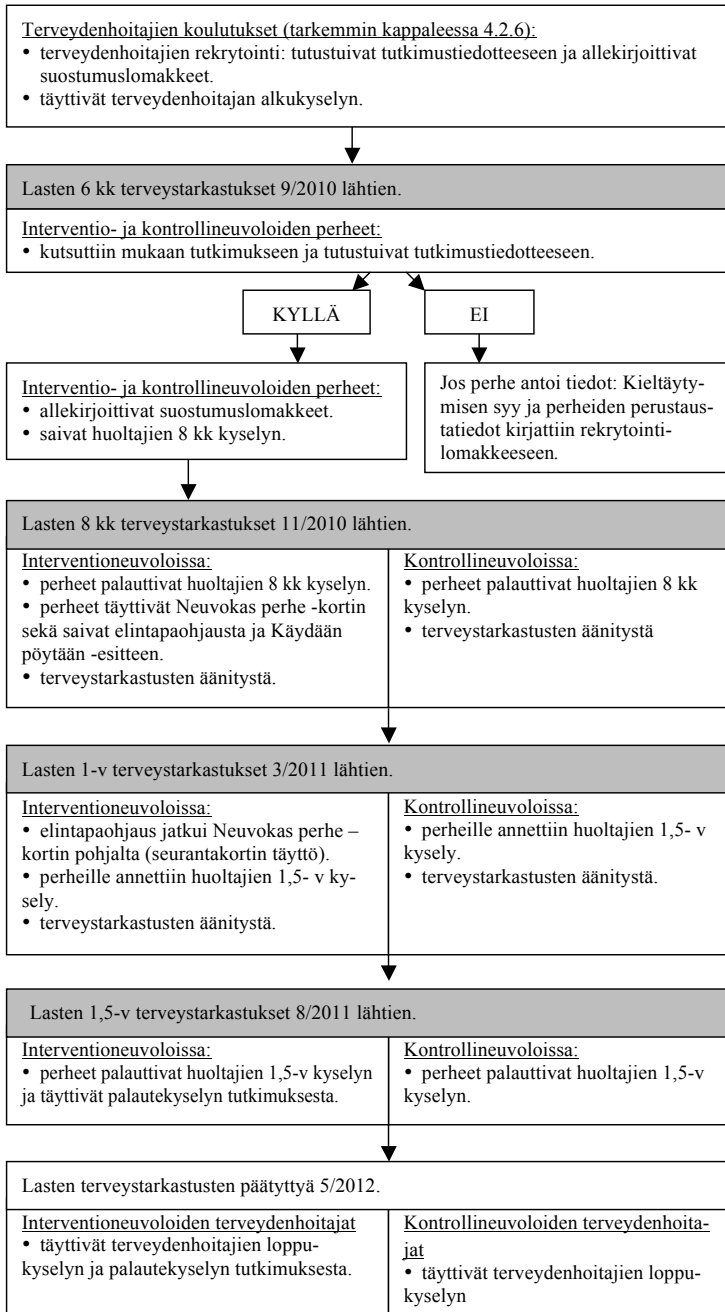 Terveydenhoitajien koulutukset (tarkemmin kappaleessa 4.2.6):
• terveydenhoitajien rekrytointi: tutustuivat tutkimustiedotteeseen ja allekirjoittivat
suostumuslomakkeet.
• täyttivät terveydenhoitajan alkukyselyn.
Lasten 6 kk terveystarkastukset 9/2010 lähtien.
Interventio- ja kontrollineuvoloiden perheet:
• kutsuttiin mukaan tutkimukseen ja tutustuivat tutkimustiedotteeseen.
KYLLÄ
EI
Interventio- ja kontrollineuvoloiden perheet:
• allekirjoittivat suostumuslomakkeet.
• saivat huoltajien 8 kk kyselyn.
Jos perhe antoi tiedot: Kieltäyty-
misen syy ja perheiden perustaus-
tatiedot kirjattiin rekrytointi-
lomakkeeseen.
Lasten 8 kk terveystarkastukset 11/2010 lähtien.
Interventioneuvoloissa:
• perheet palauttivat huoltajien 8 kk kyselyn.
• perheet täyttivät Neuvokas perhe -kortin
sekä saivat elintapaohjausta ja Käydään
pöytään -esitteen.
• terveystarkastusten äänitystä.
Kontrollineuvoloissa:
• perheet palauttivat huoltajien 8 kk
kyselyn.
• terveystarkastusten äänitystä
Lasten 1-v terveystarkastukset 3/2011 lähtien.
Interventioneuvoloissa:
• elintapaohjaus jatkui Neuvokas perhe –
kortin pohjalta (seurantakortin täyttö).
• perheille annettiin huoltajien 1,5- v ky-
sely.
• terveystarkastusten äänitystä.
Kontrollineuvoloissa:
• perheille annettiin huoltajien 1,5- v
kysely.
• terveystarkastusten äänitystä.
Lasten 1,5-v terveystarkastukset 8/2011 lähtien.
Interventioneuvoloissa:
• perheet palauttivat huoltajien 1,5-v kyselyn
ja täyttivät palautekyselyn tutkimuksesta.
Kontrollineuvoloissa:
• perheet palauttivat huoltajien 1,5-v
kyselyn.
Lasten terveystarkastusten päätyttyä 5/2012.
Interventioneuvoloiden terveydenhoitajat
• täyttivät terveydenhoitajien loppu-
kyselyn ja palautekyselyn tutkimuksesta.
Kontrollineuvoloiden terveydenhoita-
jat
• täyttivät terveydenhoitajien loppu-
kyselyn